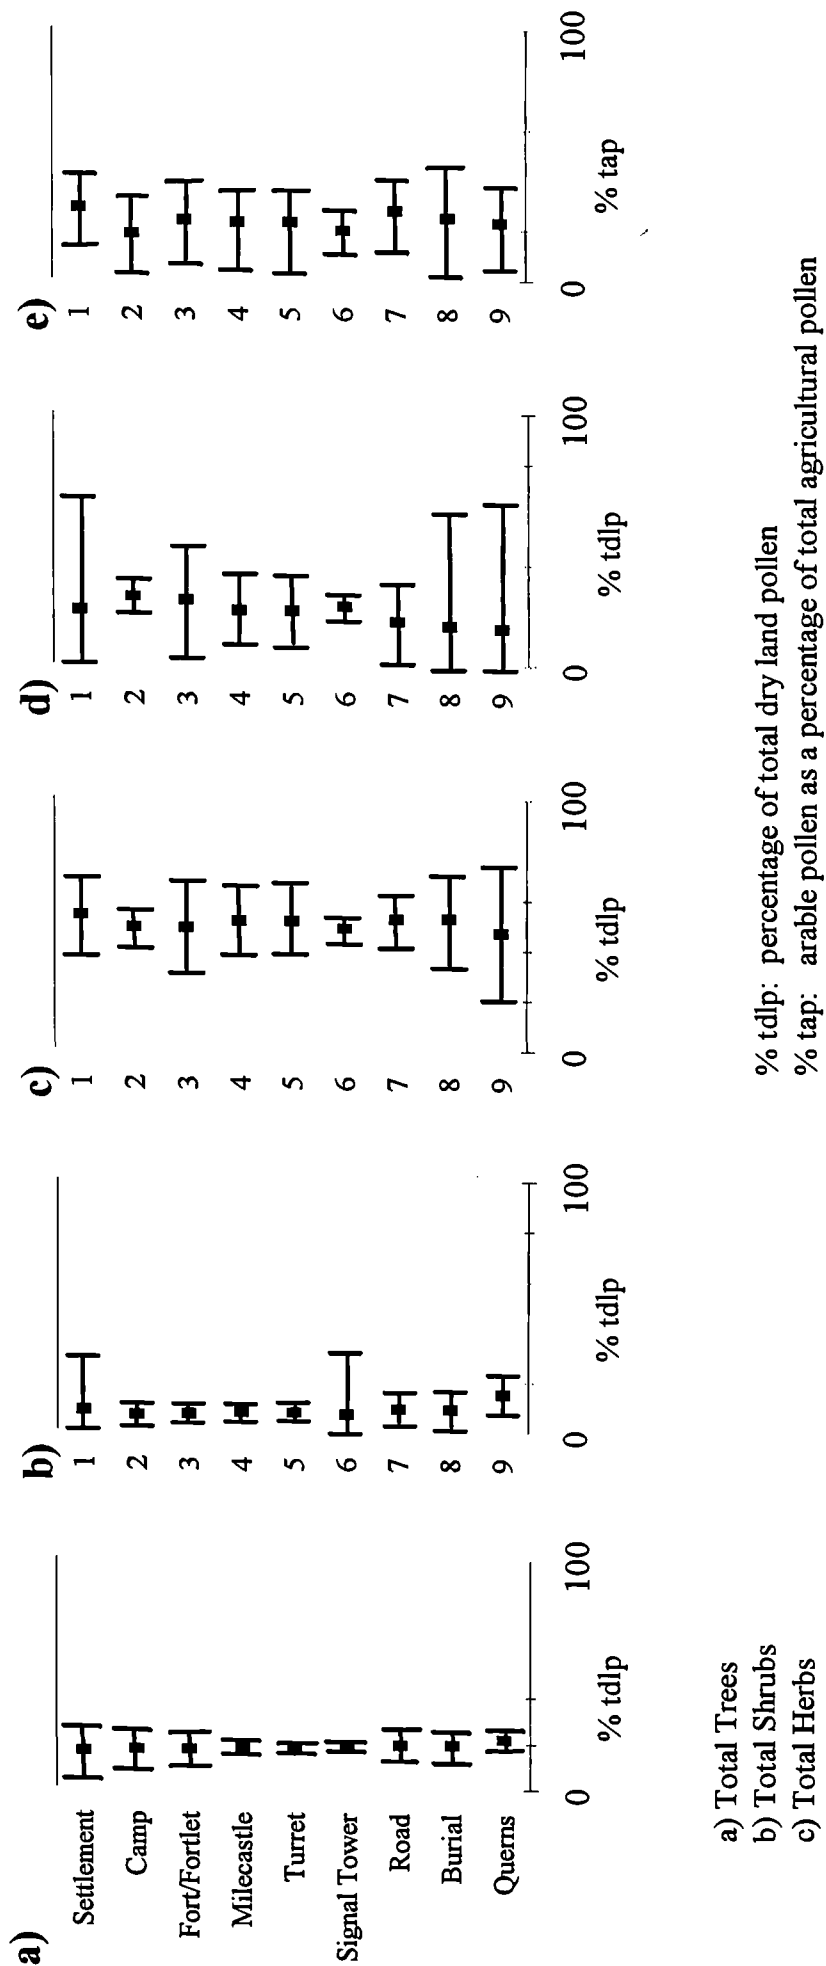 a)
Settlement
Camp
Fort/Fortlet
Milecastle
Turret
Signal Tower
Road
Burial
Querns
0
100
% tdlp
b)
1
2
3
4
5
6
7
8
9
0
100
% tdlp
c)
1
2
3
4
5
6
7
8
9
0
100
% tdlp
d)
1
2
3
4
5
6
7
8
9
0
100
% tdlp
e)
1
2
3
4
5
6
7
8
9
0
100
% tap
a) Total Trees
b) Total Shrubs
c) Total Herbs
% tdlp: percentage of total dry land pollen
% tap: arable pollen as a percentage of total agricultural pollen